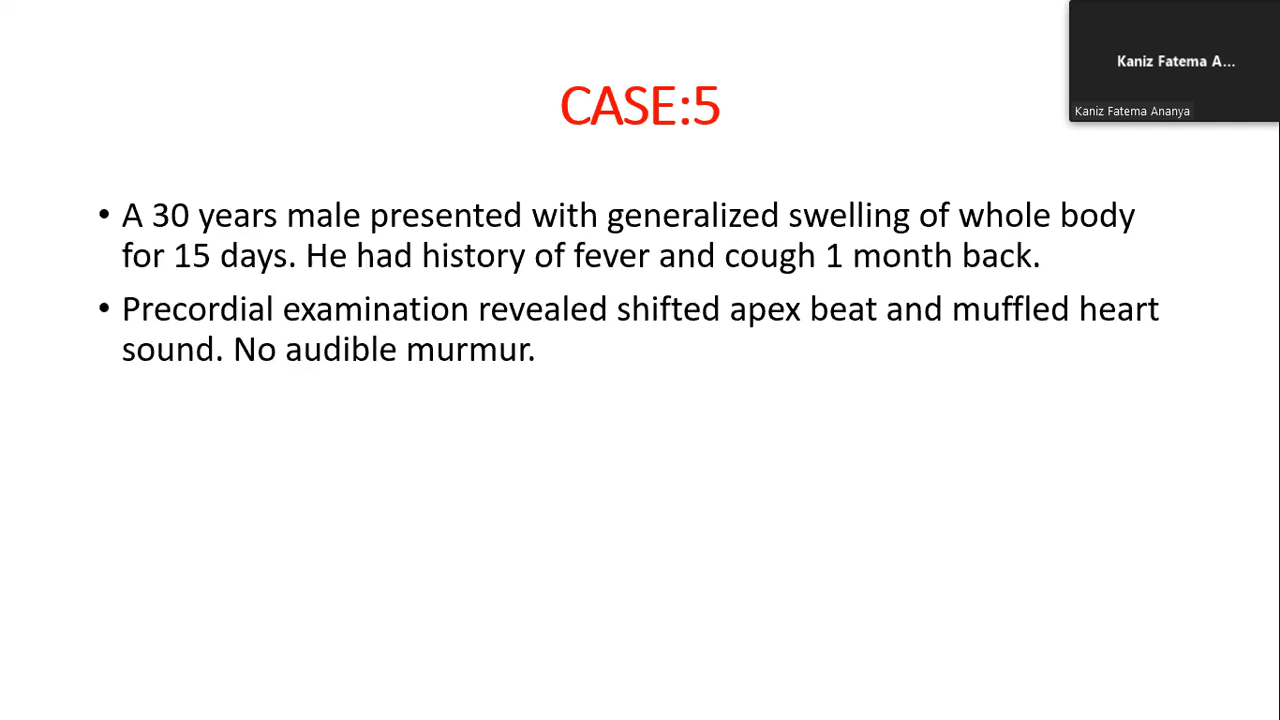 Kaniz Fatema A...
Kaniz Fatema Ananya
CASE:5
• A 30 years male presented with generalized swelling of whole body
for 15 days. He had history of fever and cough 1 month back.
• Precordial examination revealed shifted apex beat and muffled heart
sound. No audible murmur.